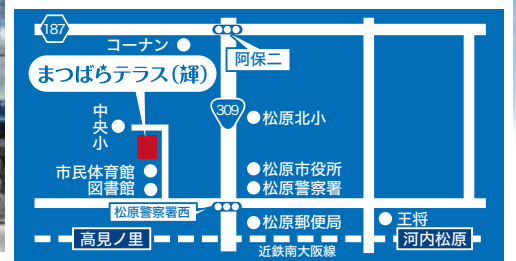 187
コーナン
阿保二
まつばらテラス(輝)
309
中央小
松原北小
市民体育館
図書館
松原市役所
松原警察署
松原警察署西
松原郵便局
王将
高見ノ里
河内松原
近鉄南大阪線